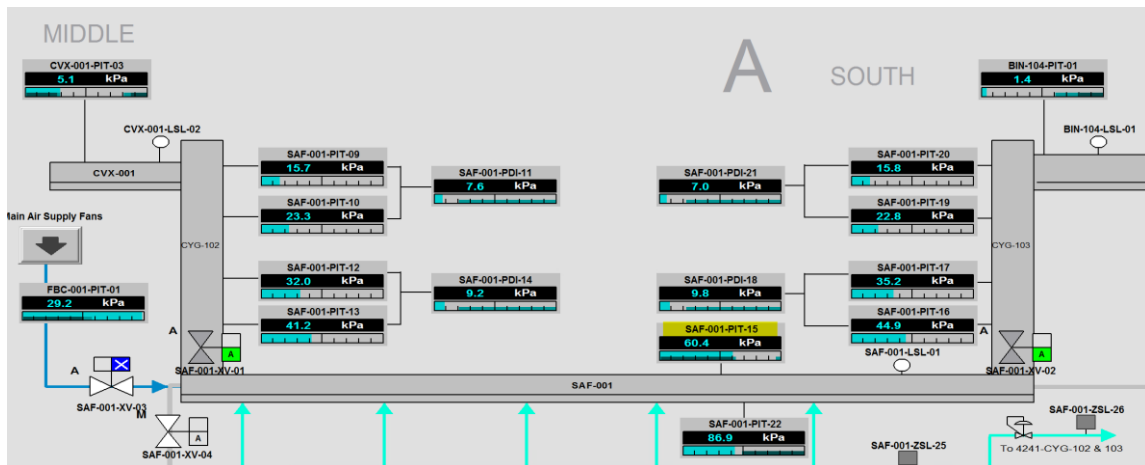 MIDDLE
A
SOUTH
CVX-001-PIT-03
5.1 kPa
BIN-104-PIT-01
1.4 kPa
CVX-001-LSL-02
BIN-104-LSL-01
CVX-001
SAF-001-PIT-09
15.7 kPa
SAF-001-PDI-11
7.6 kPa
SAF-001-PIT-10
23.3 kPa
SAF-001-PDI-21
7.0 kPa
SAF-001-PIT-20
15.8 kPa
SAF-001-PIT-19
22.8 kPa
Main Air Supply Fans
CYG-102
CYG-103
FBC-001-PIT-01
29.2 kPa
SAF-001-PIT-12
32.0 kPa
SAF-001-PDI-14
9.2 kPa
SAF-001-PIT-13
41.2 kPa
SAF-001-PDI-18
9.8 kPa
SAF-001-PIT-17
35.2 kPa
SAF-001-PIT-16
44.9 kPa
SAF-001-PIT-15
60.4 kPa
A
A
SAF-001-XV-01
A
A
SAF-001-XV-02
SAF-001-LSL-01
A
SAF-001-XV-03
SAF-001
M
A
SAF-001-XV-04
SAF-001-PIT-22
86.9 kPa
SAF-001-ZSL-25
SAF-001-ZSL-26
To 4241-CYG-102 & 103